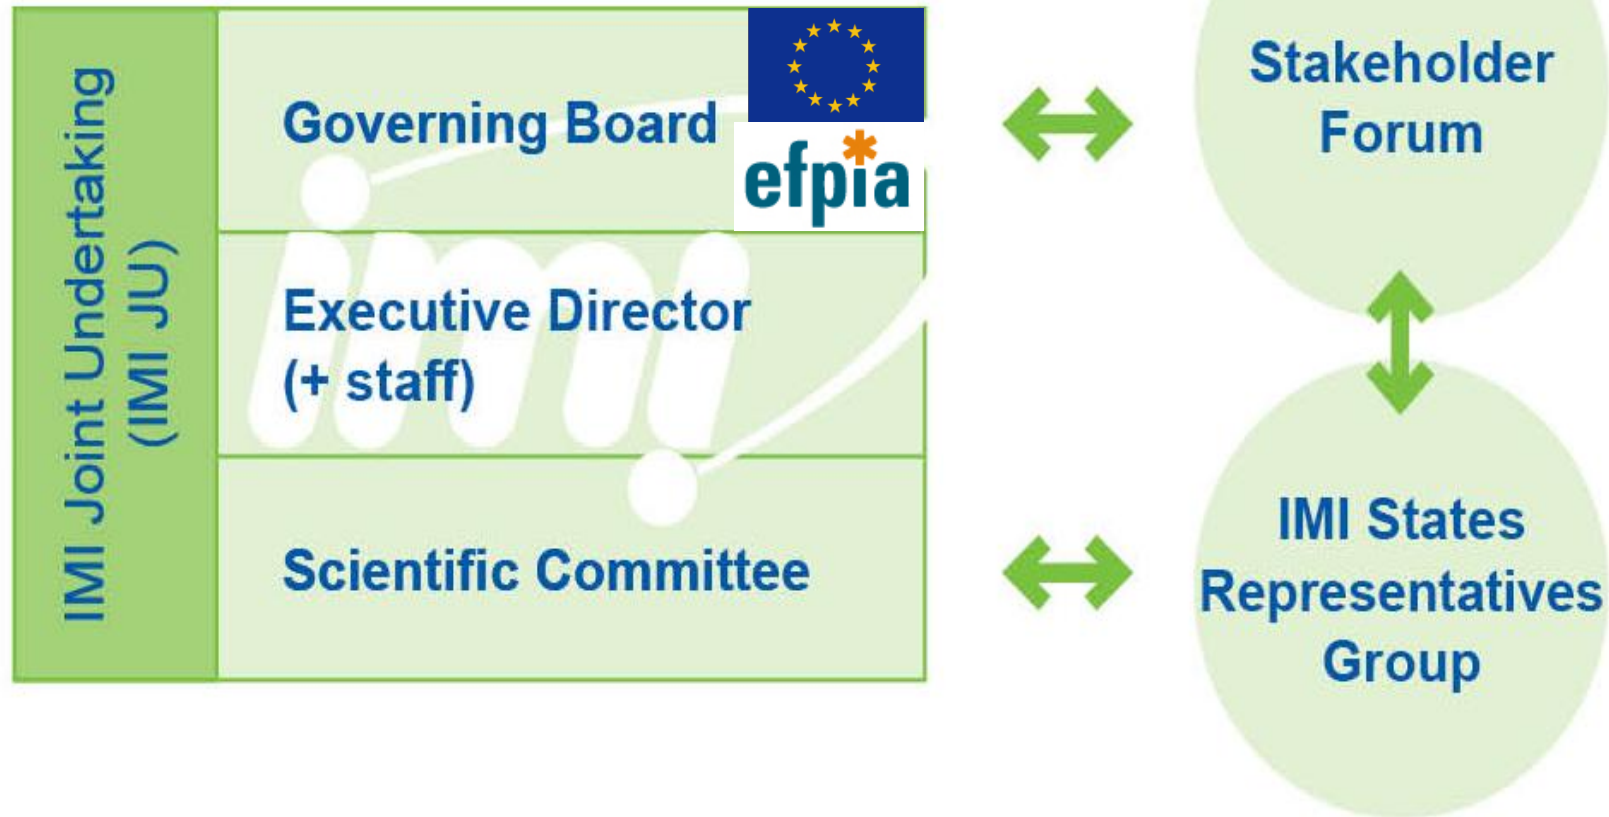 IMI Joint Undertaking
(IMI JU)
Governing Board
efpia
Executive Director
(+ staff)
imi
Scientific Committee
Stakeholder
Forum
IMI States
Representatives
Group